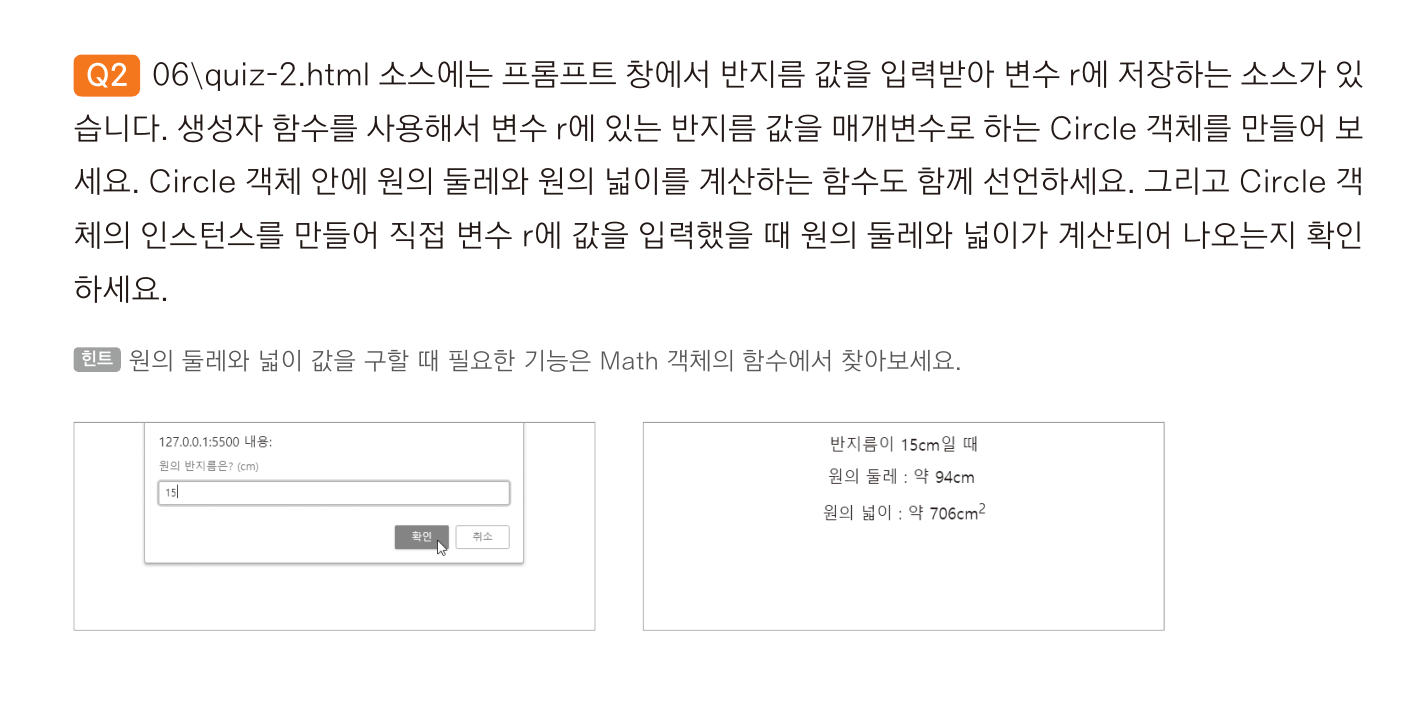 Q2 06\quiz-2.html 소스에는 프롬프트 창에서 반지름 값을 입력받아 변수 r에 저장하는 소스가 있
습니다. 생성자 함수를 사용해서 변수 r에 있는 반지름 값을 매개변수로 하는 Circle 객체를 만들어 보
세요. Circle 객체 안에 원의 둘레와 원의 넓이를 계산하는 함수도 함께 선언하세요. 그리고 Circle 객
체의 인스턴스를 만들어 직접 변수 r에 값을 입력했을 때 원의 둘레와 넓이가 계산되어 나오는지 확인
하세요.
힌트 원의 둘레와 넓이 값을 구할 때 필요한 기능은 Math 객체의 함수에서 찾아보세요.
127.0.0.1:5500 내용:
원의 반지름은? (cm)
15
확인 취소
반지름이 15cm일 때
원의 둘레 : 약 94cm
원의 넓이 : 약 706cm²